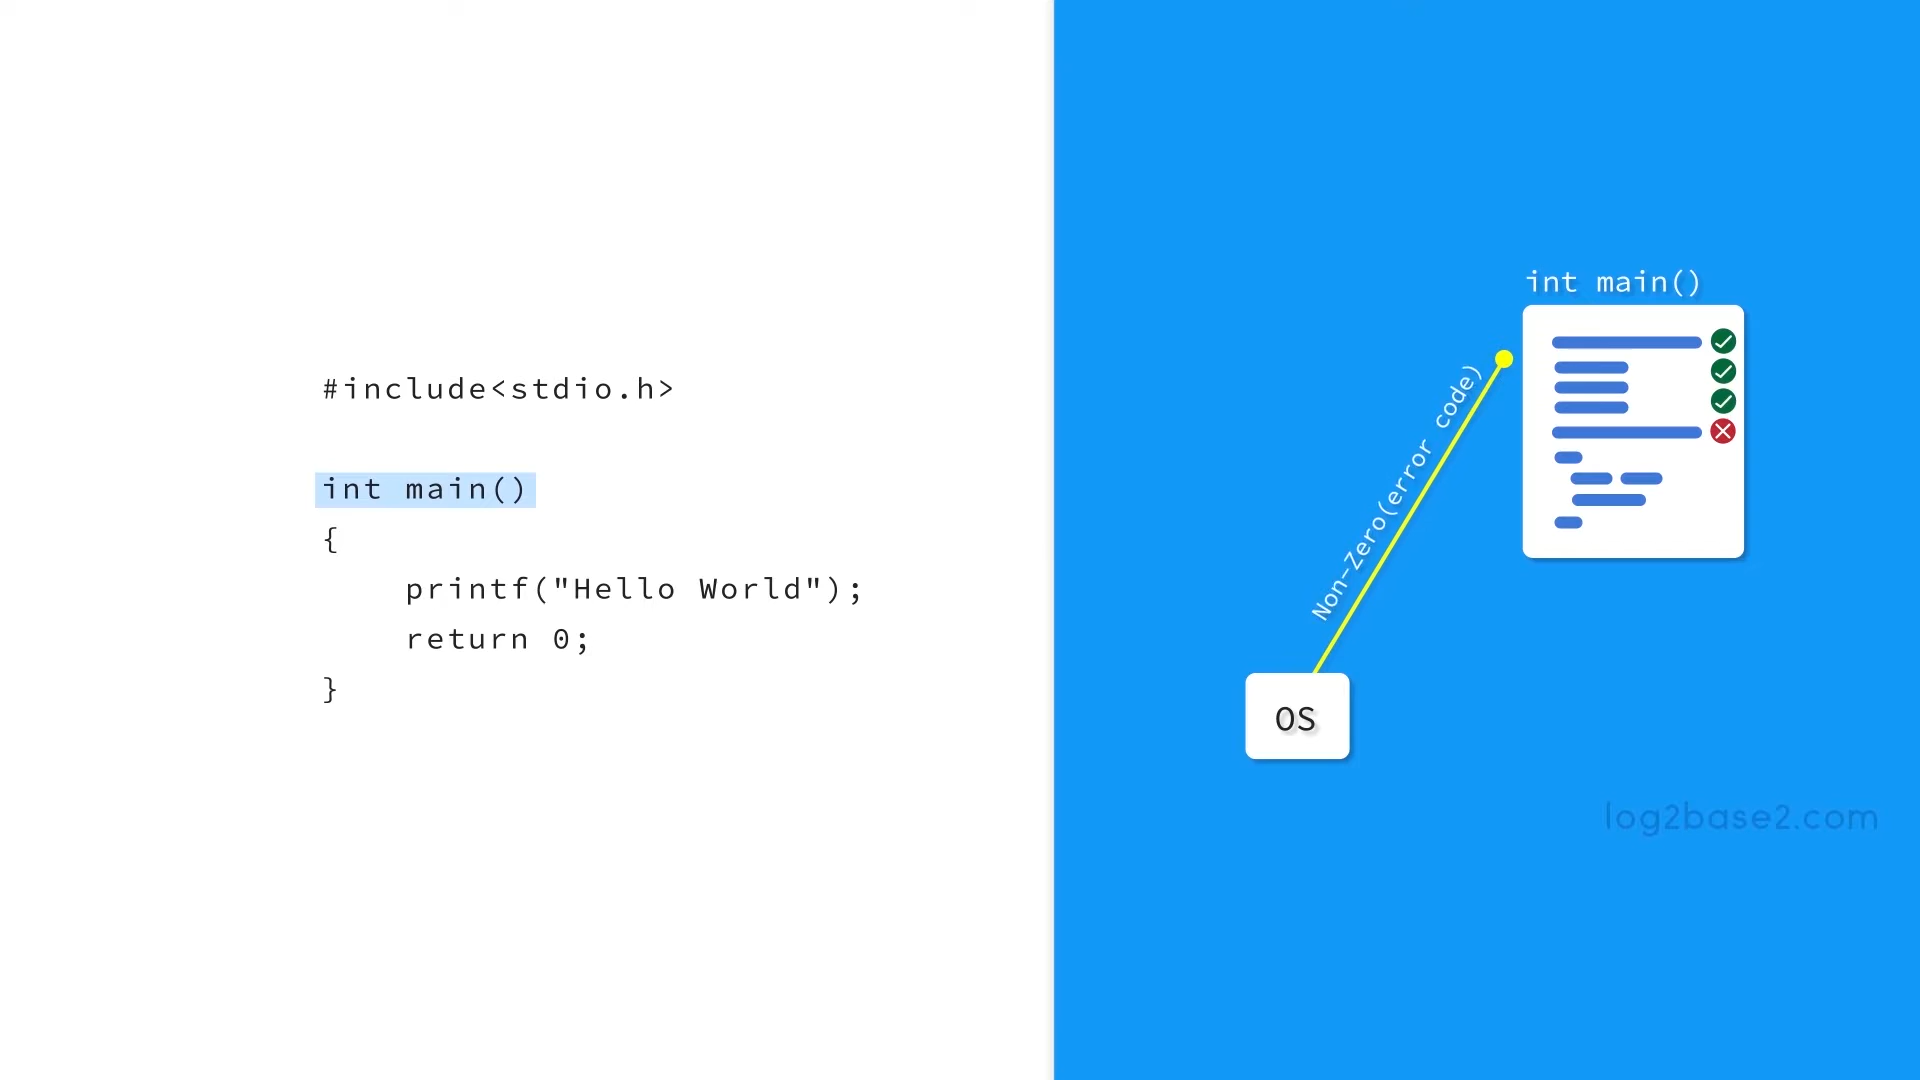 #include<stdio.h>
int main()
{
printf("Hello World");
return 0;
}
int main()
Non-Zero(error code)
OS
log2base2.com